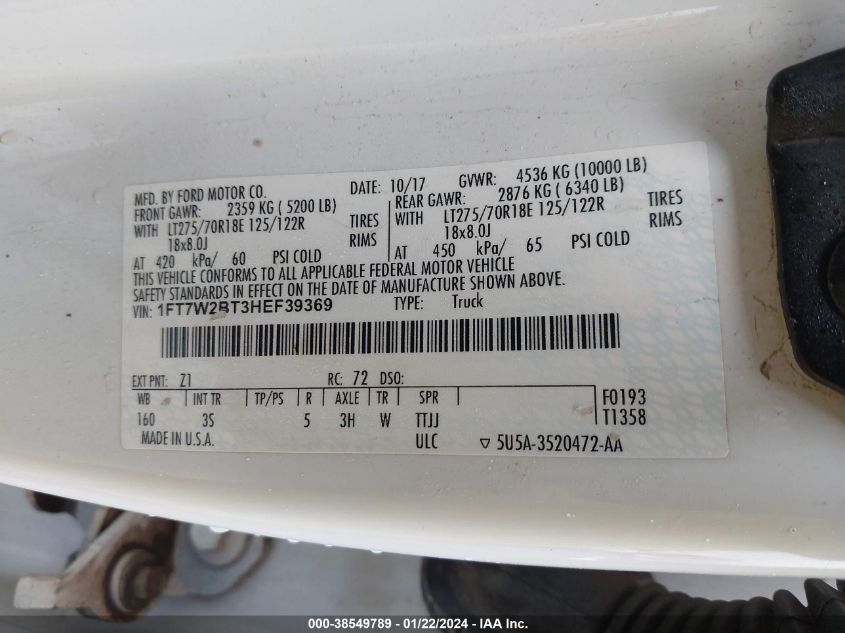 MFD. BY FORD MOTOR CO.
DATE: 10/17 GVWR: 4536 KG (10000 LB)
FRONT GAWR: 2359 KG ( 5200 LB) REAR GAWR: 2876 KG ( 6340 LB)
WITH LT275/70R18E 125/122R TIRES WITH LT275/70R18E 125/122R TIRES
18x8.0J RIMS 18x8.0J RIMS
AT 420 kPa/ 60 PSI COLD AT 450 kPa/ 65 PSI COLD
THIS VEHICLE CONFORMS TO ALL APPLICABLE FEDERAL MOTOR VEHICLE
SAFETY STANDARDS IN EFFECT ON THE DATE OF MANUFACTURE SHOWN ABOVE.
VIN: 1FT7W2BT3HEF39369 TYPE: Truck
EXT PNT: Z1 RC: 72 DSO:
WB INT TR TP/PS R AXLE TR SPR F0193
160 3S 5 3H W TTJJ T1358
MADE IN U.S.A. ULC ▽ 5U5A-3520472-AA
000-38549789 - 01/22/2024 - IAA Inc.